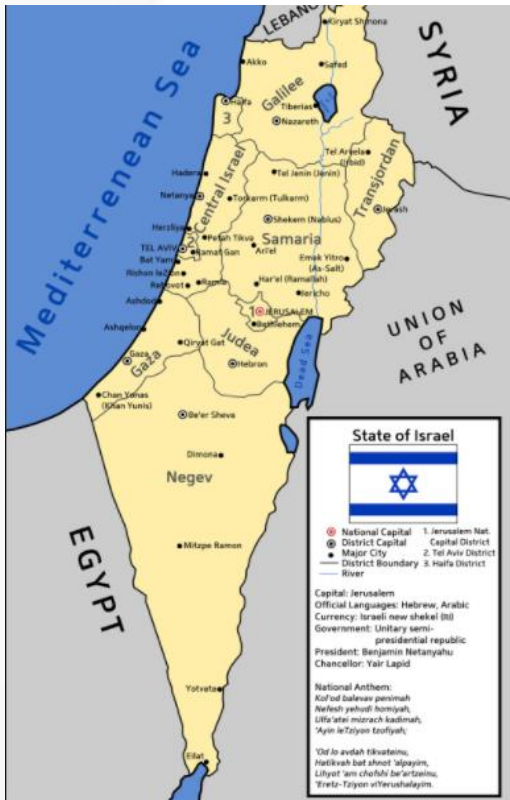 LEBANON
Kiryat Shmona
SYRIA
Mediterrenean Sea
Akko
Safed
Galilee
Haifa
3
Tiberias
Nazareth
Tel Arvela
(Irbid)
Transjordan
Hadera
Tel Jenin (Jenin)
Netanya
Central Israel
Torkarm (Tulkarm)
Jerash
Shekem (Nablus)
Herzliya
Samaria
Petah Tikva
2
TEL AVIV
Ramat Gan
Ari'el
Bat Yam
Emek Yitro
(As-Salt)
Rishon leZion
Har'el (Ramallah)
Rehovot
Ramla
Jericho
Ashdod
1
JERUSALEM
UNION
OF
ARABIA
Bethlehem
Ashqelon
Judea
Dead Sea
Qiryat Gat
Gaza
Gaza
Hebron
Chan Yanas
(Khan Yunis)
Be'er Sheva
Dimona
Negev
EGYPT
Mitzpe Ramon
Yotvata
Eilat
State of Israel
National Capital
District Capital
Major City
District Boundary
River
1. Jerusalem Nat.
Capital District
2. Tel Aviv District
3. Haifa District
Capital: Jerusalem
Official Languages: Hebrew, Arabic
Currency: Israeli new shekel (₪)
Government: Unitary semi-
presidential republic
President: Benjamin Netanyahu
Chancellor: Yair Lapid
National Anthem:
Kol'od balevav penimah
Nefesh yehudi homiyah,
Ulfa'atei mizrach kadimah,
'Ayin leTziyon tzofiyah;
'Od lo avdah tikvateinu,
Hatikvah bat shnot 'alpayim,
Lihyot 'am chofshi be'artzeinu,
'Eretz-Tziyon viYerushalayim.